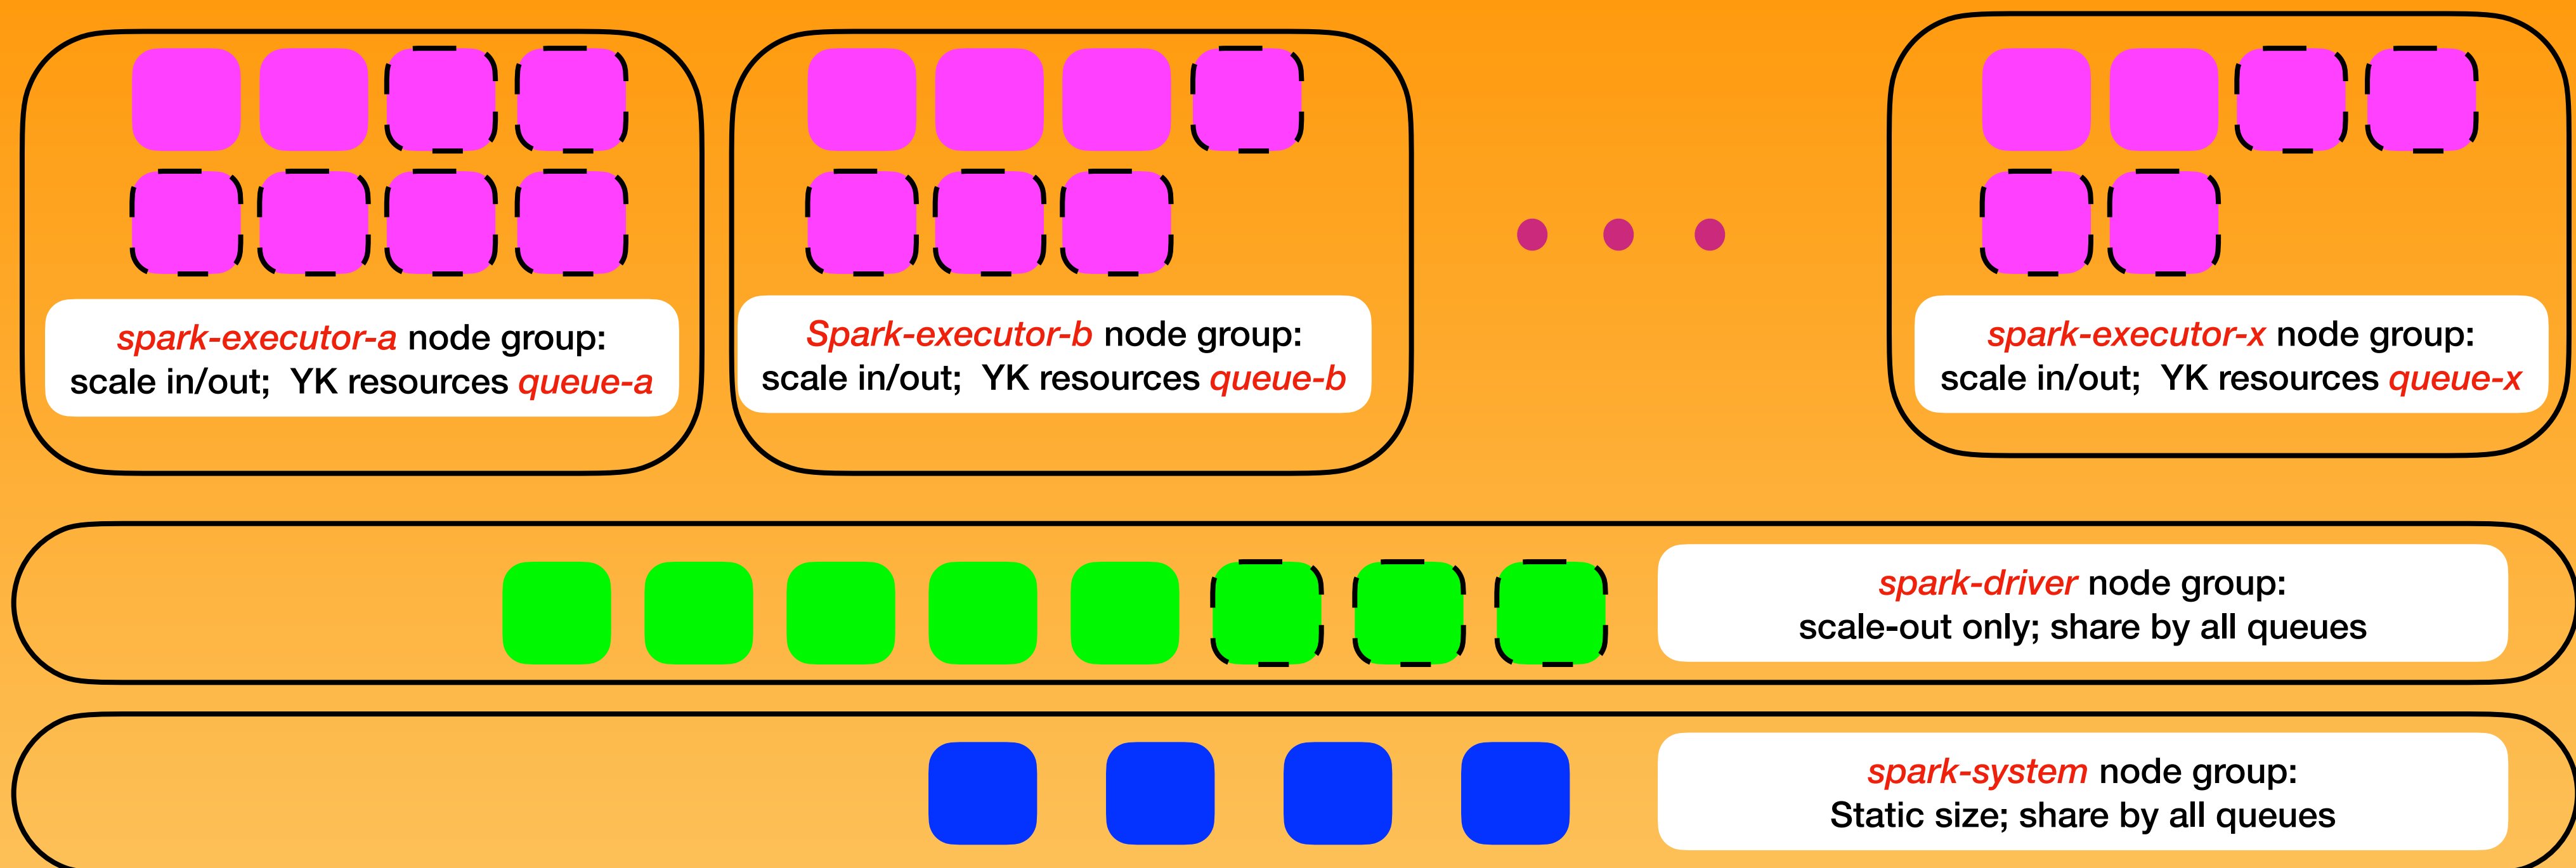 spark-executor-a node group:
scale in/out; YK resources queue-a
Spark-executor-b node group:
scale in/out; YK resources queue-b
spark-executor-x node group:
scale in/out; YK resources queue-x
spark-driver node group:
scale-out only; share by all queues
spark-system node group:
Static size; share by all queues